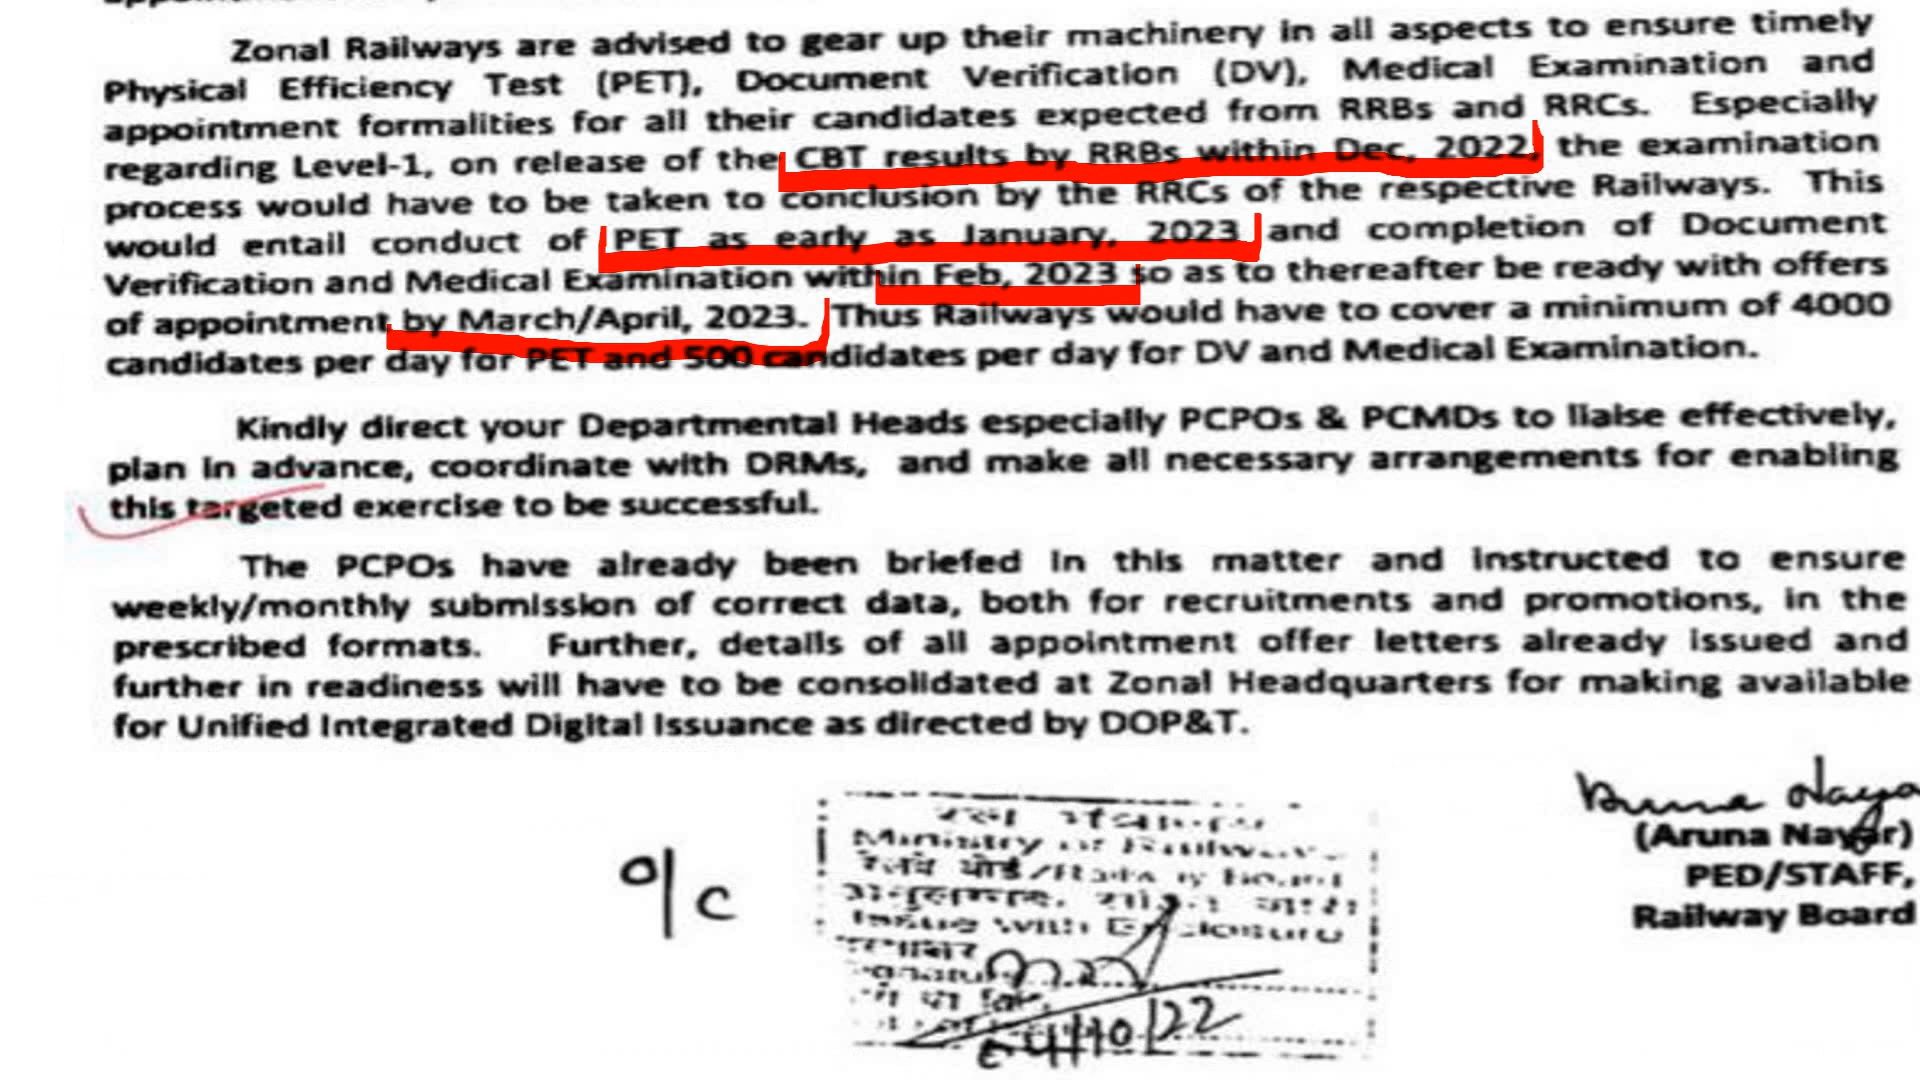 Zonal Railways are advised to gear up their machinery in all aspects to ensure timely
Physical Efficiency Test (PET), Document Verification (DV), Medical Examination and
appointment formalities for all their candidates expected from RRBs and RRCs. Especially
regarding Level-1, on release of the CBT results by RRBs within Dec, 2022, the examination
process would have to be taken to conclusion by the RRCs of the respective Railways. This
would entail conduct of PET as early as January, 2023 and completion of Document
Verification and Medical Examination within Feb, 2023 so as to thereafter be ready with offers
of appointment by March/April, 2023. Thus Railways would have to cover a minimum of 4000
candidates per day for PET and 500 candidates per day for DV and Medical Examination.
Kindly direct your Departmental Heads especially PCPOs & PCMDs to liaise effectively,
plan in advance, coordinate with DRMs, and make all necessary arrangements for enabling
this targeted exercise to be successful.
The PCPOs have already been briefed in this matter and instructed to ensure
weekly/monthly submission of correct data, both for recruitments and promotions, in the
prescribed formats. Further, details of all appointment offer letters already issued and
further in readiness will have to be consolidated at Zonal Headquarters for making available
for Unified Integrated Digital Issuance as directed by DOP&T.
(Aruna Nayar)
PED/STAFF,
Railway Board
O/C
Ministry of Railways
रेलवे बोर्ड/Railway Board
Issue with Enclosure
/10/22